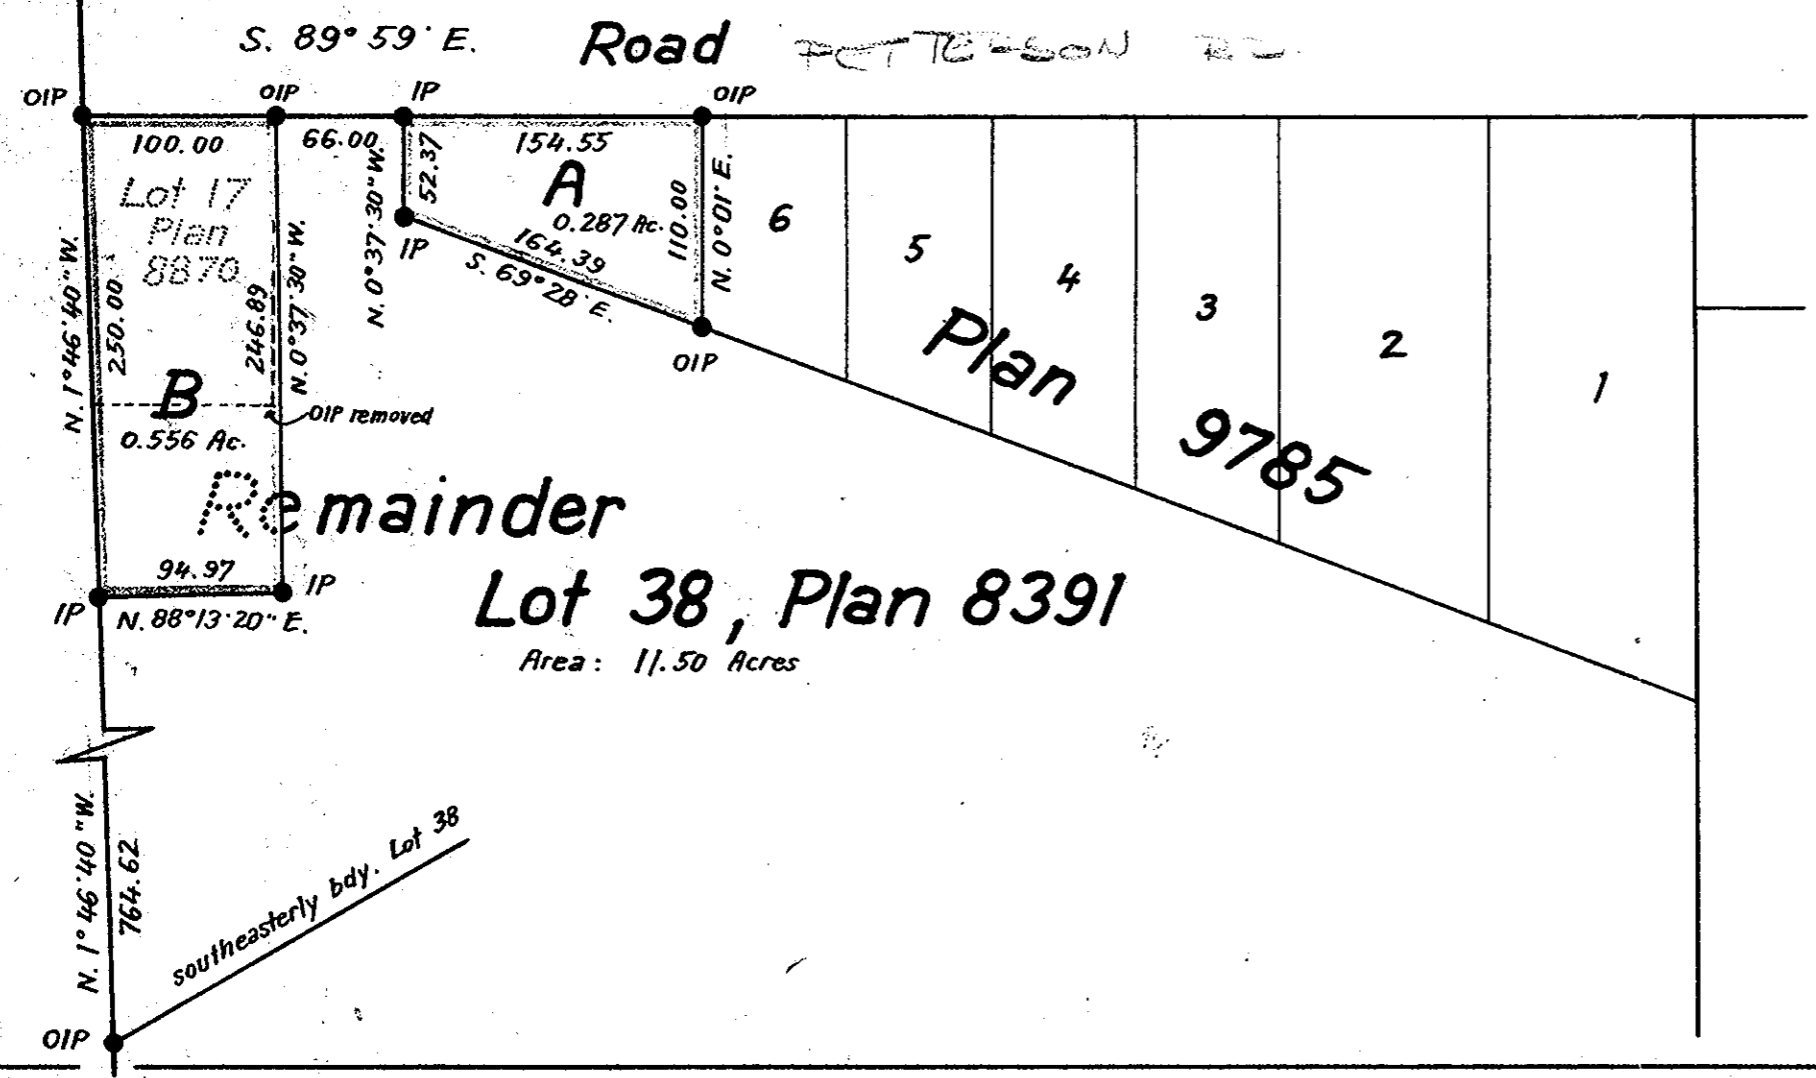 S. 89° 59' E.
Road
PETTERSON RD.
OIP
OIP
IP
OIP
100.00
66.00
154.55
Lot 17
Plan
8870
N. 1° 46' 40" W.
250.00
246.89
N. 0° 37' 30" W.
N. 0° 37' 30" W.
52.37
A
0.287 Ac.
110.00
N. 0° 01' E.
IP
164.39
S. 69° 28' E.
OIP
6
5
4
3
2
1
Plan
9785
B
0.556 Ac.
OIP removed
Remainder
94.97
IP
IP
N. 88° 13' 20" E.
Lot 38, Plan 8391
Area: 11.50 Acres
N. 1° 46' 40" W.
764.62
southeasterly bdy. Lot 38
OIP